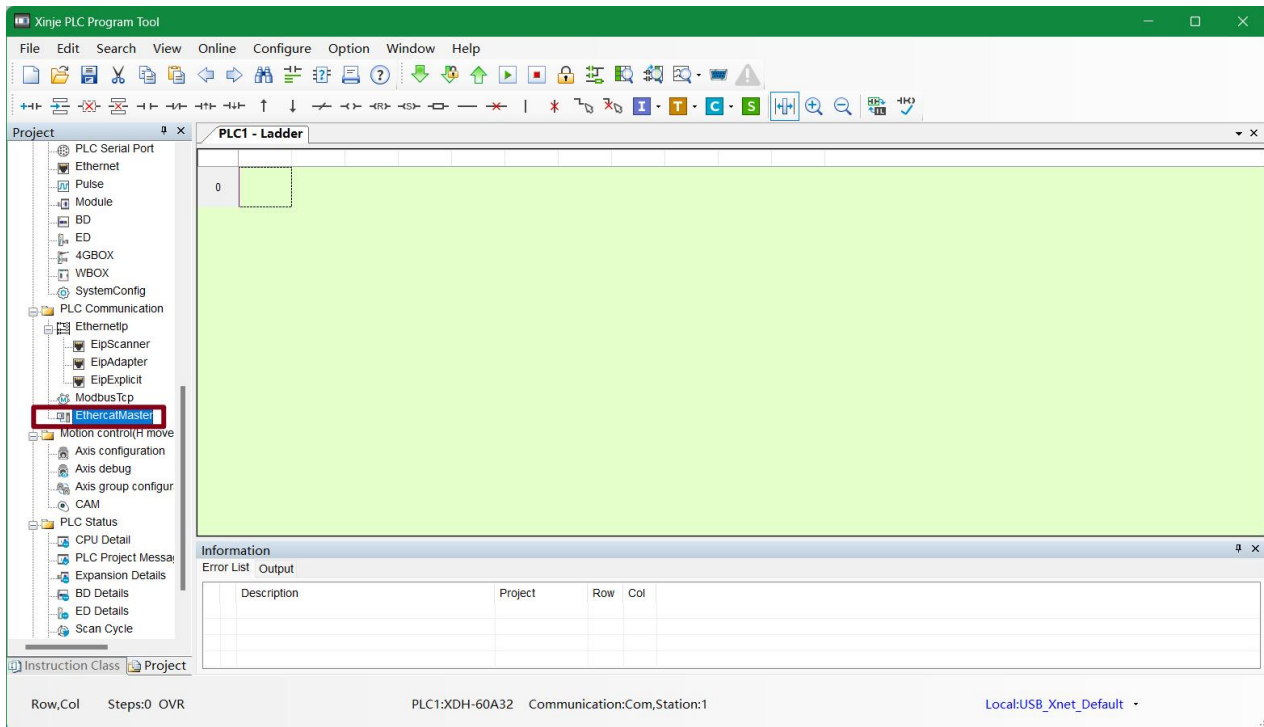 Xinje PLC Program Tool
File Edit Search View Online Configure Option Window Help
I T C S
Project
PLC1 - Ladder
PLC Serial Port
Ethernet
Pulse
Module
BD
ED
4GBOX
WBOX
SystemConfig
PLC Communication
EthernetIp
EipScanner
EipAdapter
EipExplicit
ModbusTcp
EthercatMaster
Motion control(H move
Axis configuration
Axis debug
Axis group configur
CAM
PLC Status
CPU Detail
PLC Project Messag
Expansion Details
BD Details
ED Details
Scan Cycle
Instruction Class Project
0
Information
Error List Output
Description Project Row Col
Row,Col Steps:0 OVR PLC1:XDH-60A32 Communication:Com,Station:1 Local:USB_Xnet_Default